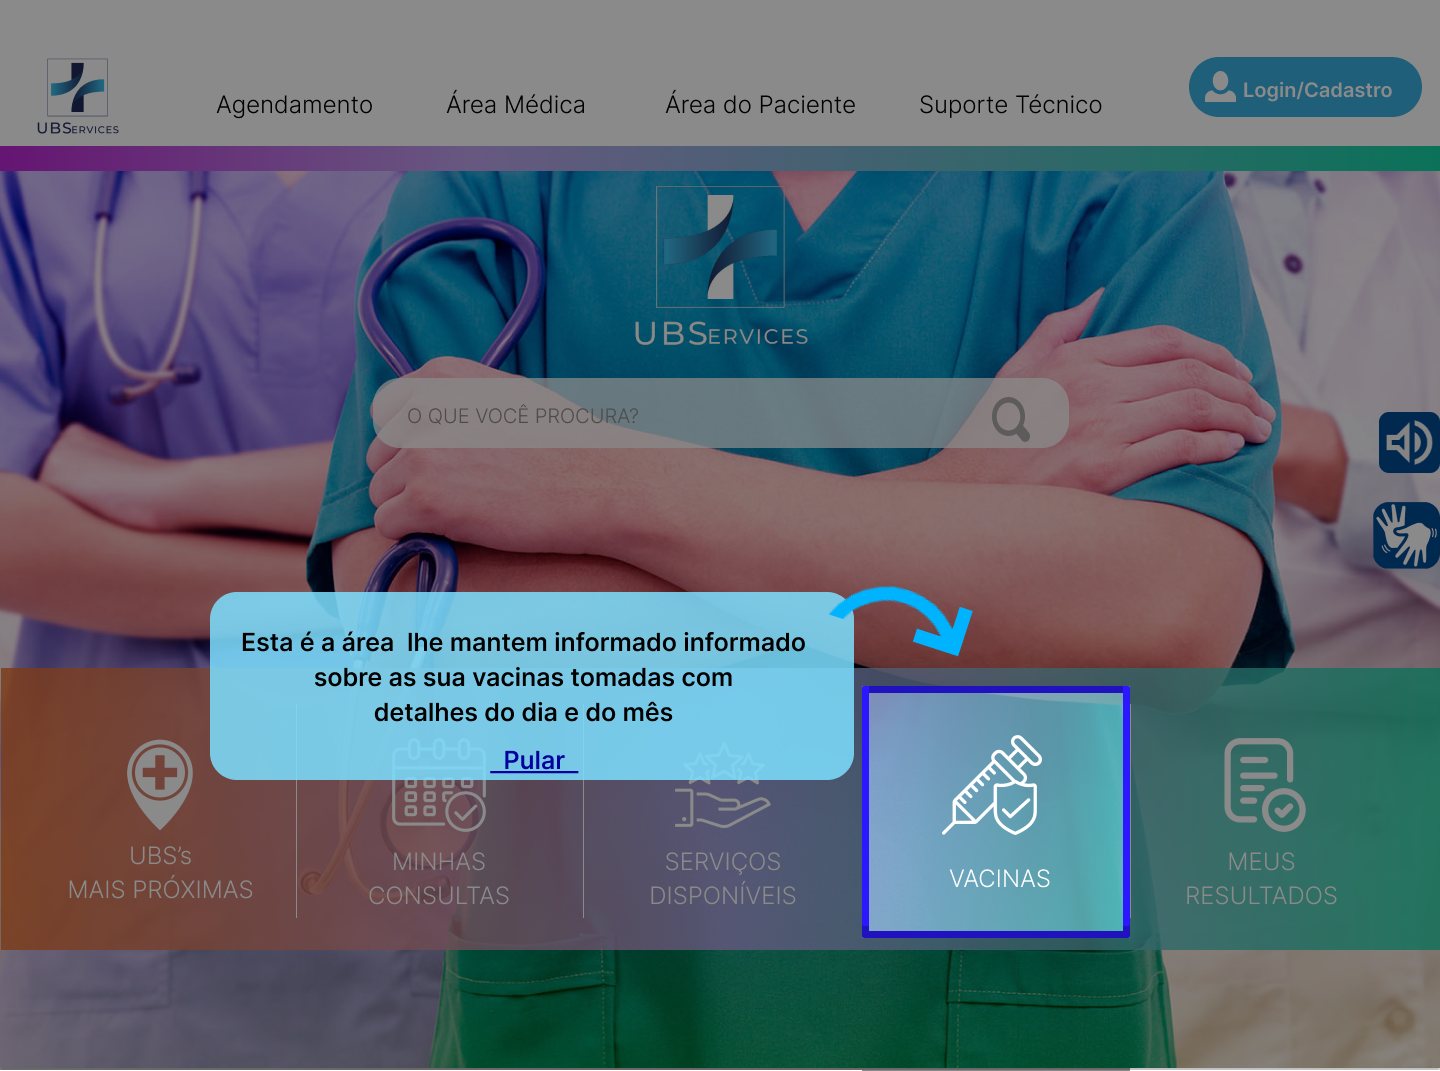 UBSERVICES
Agendamento
Área Médica
Área do Paciente
Suporte Técnico
Login/Cadastro
UBSERVICES
O QUE VOCÊ PROCURA?
Esta é a área lhe mantem informado informado
sobre as sua vacinas tomadas com
detalhes do dia e do mês
Pular
UBS’s
MAIS PRÓXIMAS
MINHAS
CONSULTAS
SERVIÇOS
DISPONÍVEIS
VACINAS
MEUS
RESULTADOS